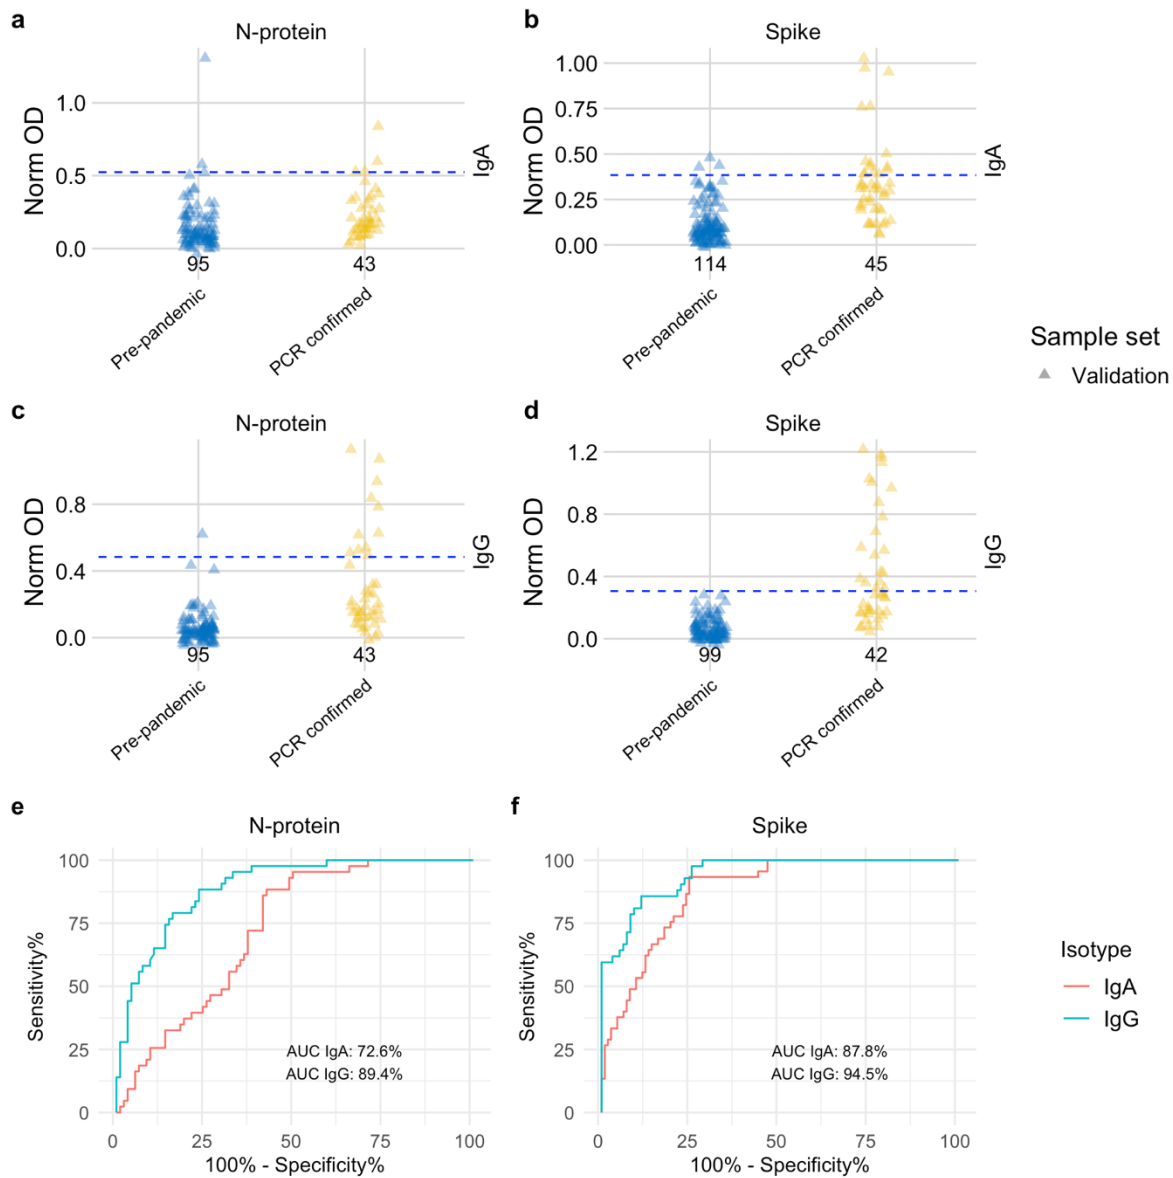 a
N-protein
Norm OD
1.0
0.5
0.0
95
43
Pre-pandemic
PCR confirmed
IgA
b
Spike
Norm OD
1.00
0.75
0.50
0.25
0.00
114
45
Pre-pandemic
PCR confirmed
IgA
Sample set
Validation
c
N-protein
Norm OD
0.8
0.4
0.0
95
43
Pre-pandemic
PCR confirmed
IgG
d
Spike
Norm OD
1.2
0.8
0.4
0.0
99
42
Pre-pandemic
PCR confirmed
IgG
e
N-protein
Sensitivity%
100
75
50
25
0
AUC IgA: 72.6%
AUC IgG: 89.4%
0 25 50 75 100
100% - Specificity%
f
Spike
Sensitivity%
100
75
50
25
0
AUC IgA: 87.8%
AUC IgG: 94.5%
0 25 50 75 100
100% - Specificity%
Isotype
IgA
IgG